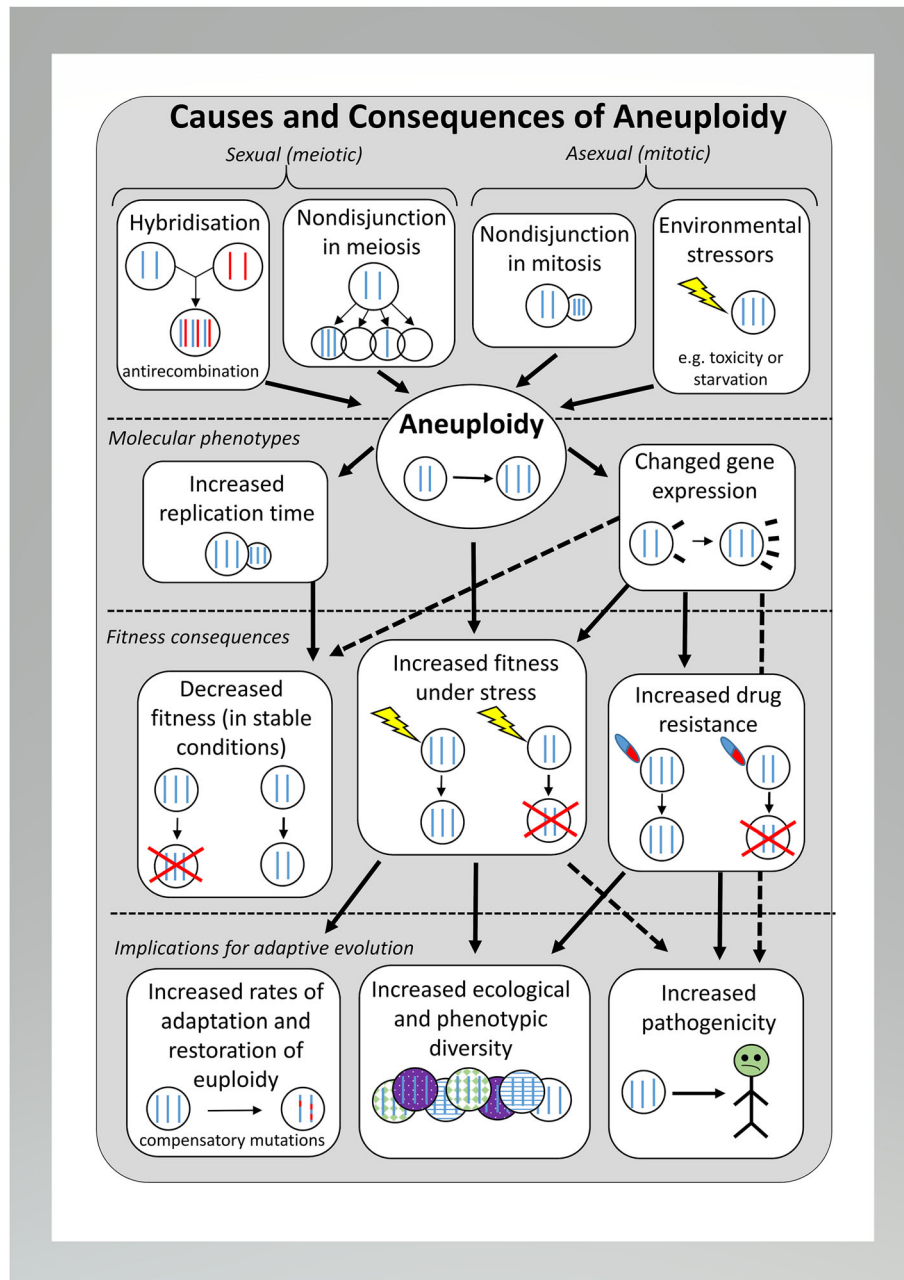 Causes and Consequences of Aneuploidy
Sexual (meiotic)
Asexual (mitotic)
Hybridisation
antirecombination
Nondisjunction
in meiosis
Nondisjunction
in mitosis
Environmental
stressors
e.g. toxicity or
starvation
Aneuploidy
Molecular phenotypes
Increased
replication time
Changed gene
expression
Fitness consequences
Decreased
fitness (in stable
conditions)
Increased fitness
under stress
Increased drug
resistance
Implications for adaptive evolution
Increased rates of
adaptation and
restoration of
euploidy
compensatory mutations
Increased ecological
and phenotypic
diversity
Increased
pathogenicity